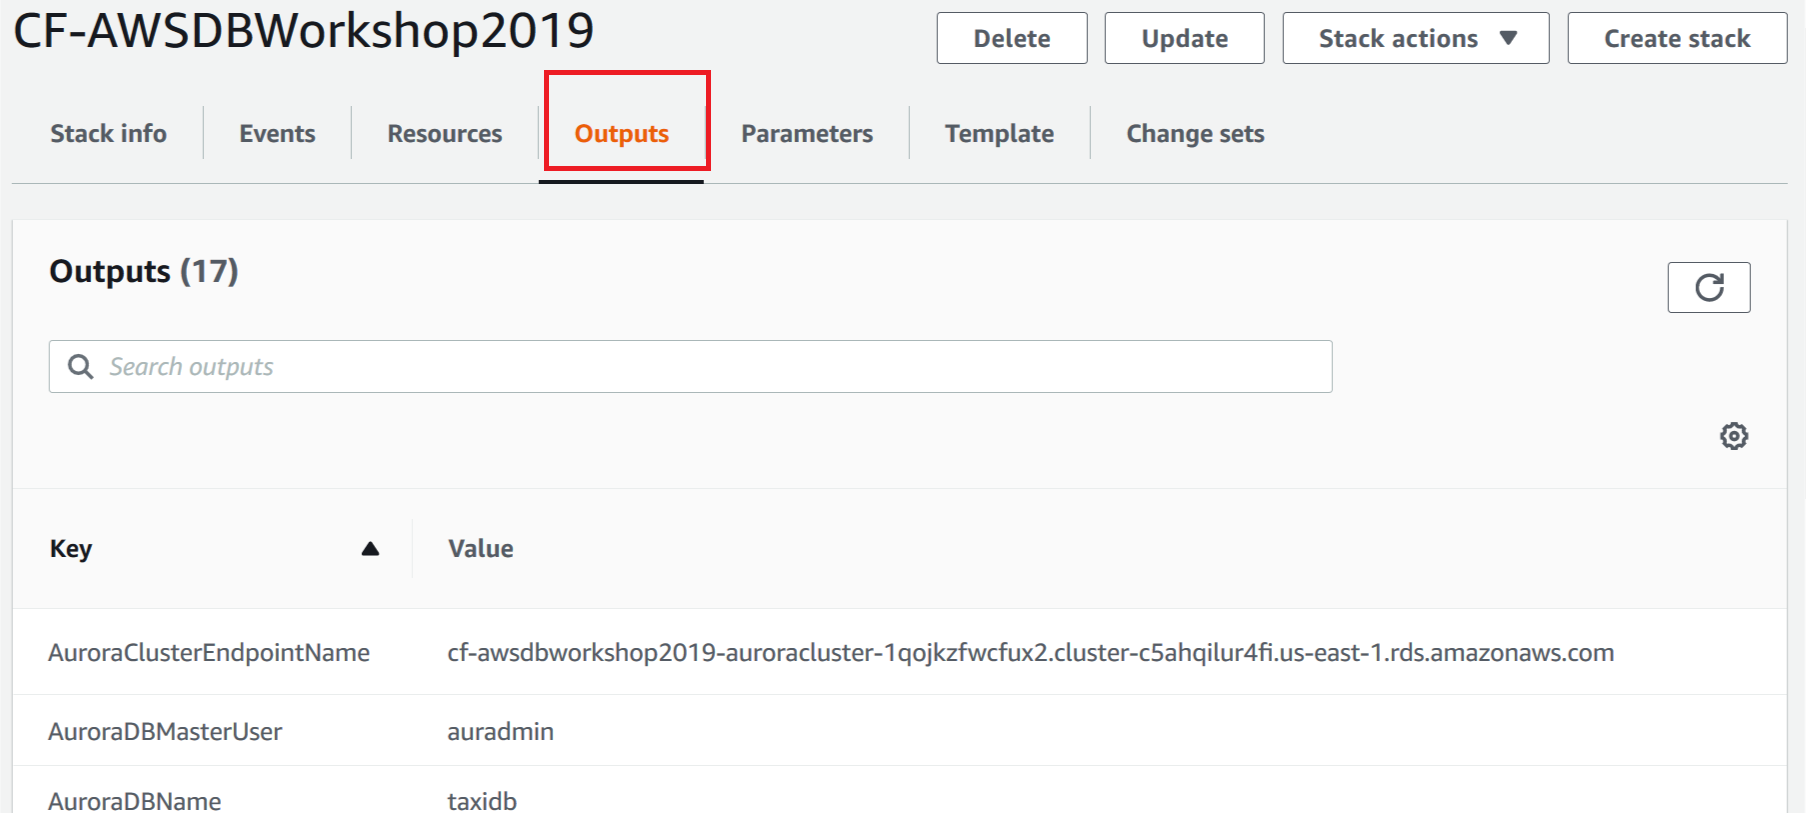 CF-AWSDBWorkshop2019
Delete Update Stack actions Create stack
Stack info Events Resources Outputs Parameters Template Change sets
Outputs (17)
Search outputs
Key Value
AuroraClusterEndpointName cf-awsdbworkshop2019-auroracluster-1qojkzfwcfux2.cluster-c5ahqilur4fi.us-east-1.rds.amazonaws.com
AuroraDBMasterUser auradmin
AuroraDBName taxidb